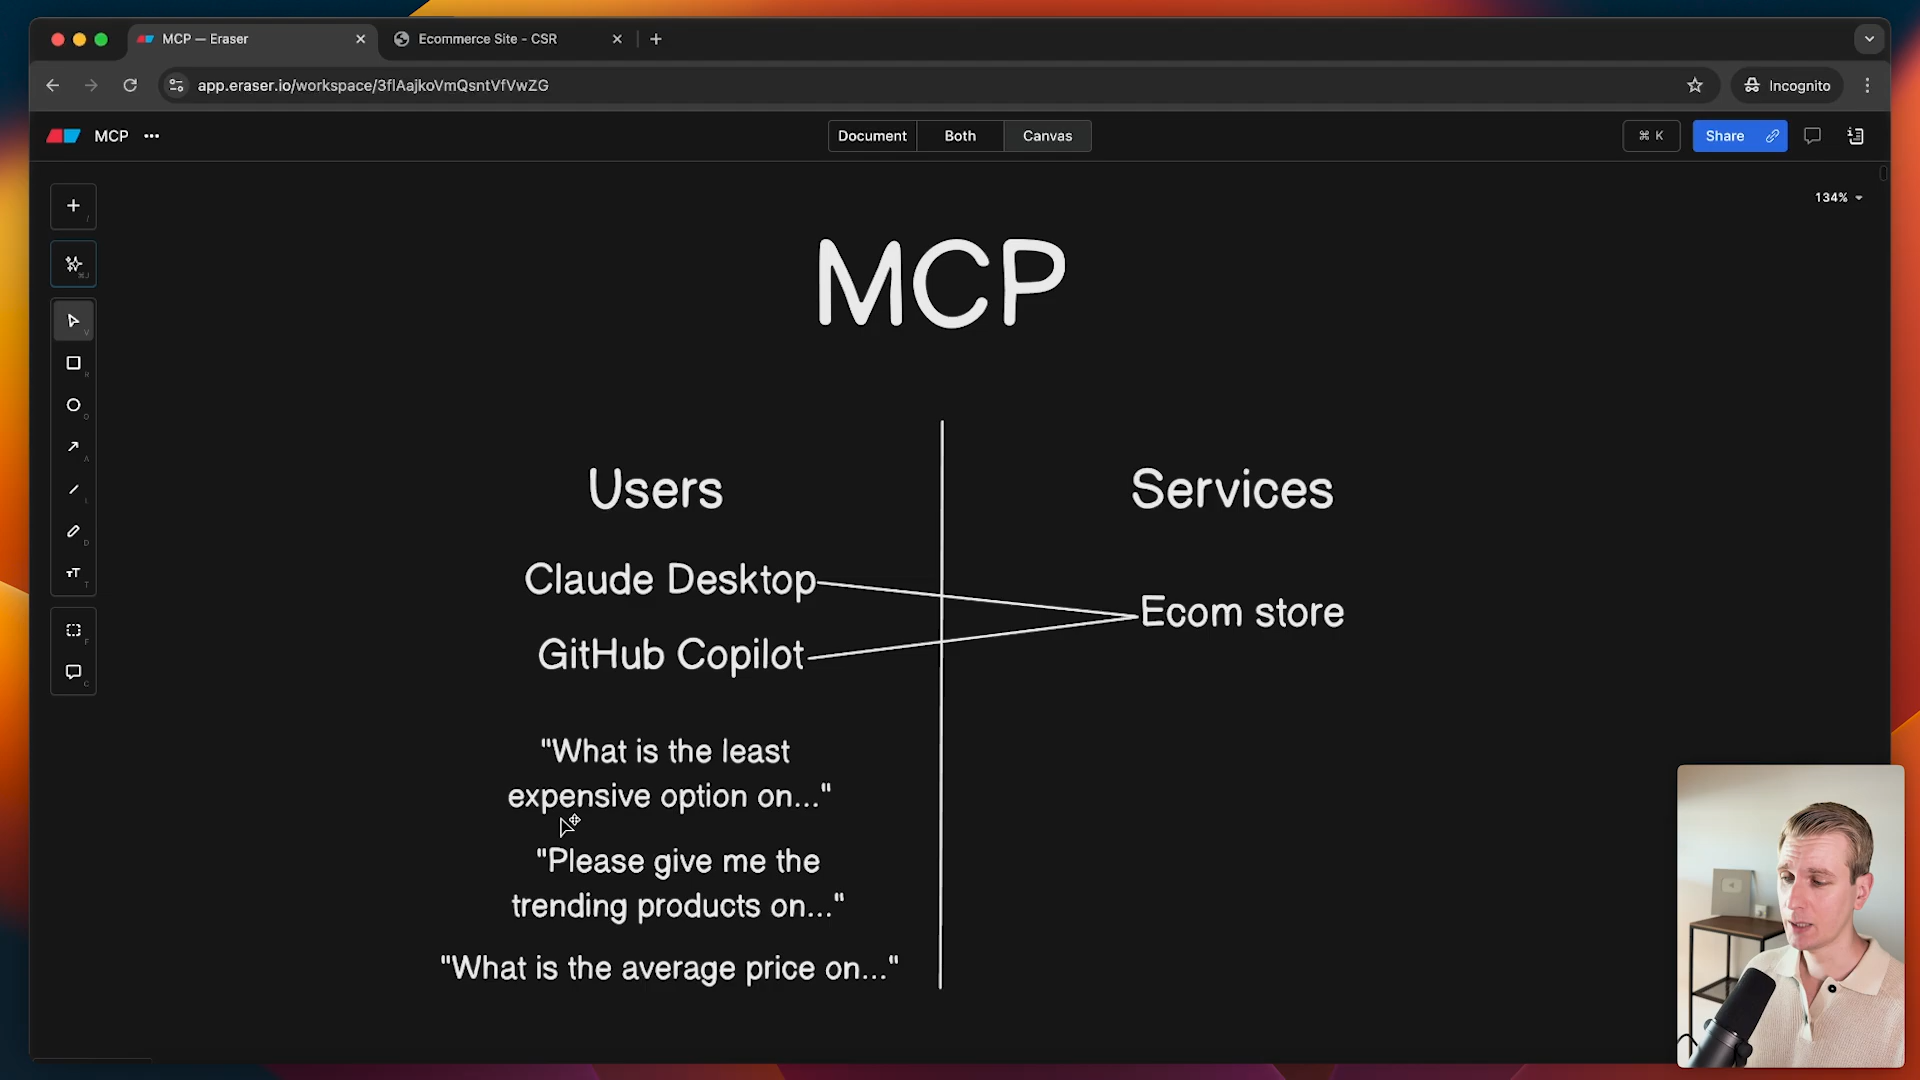 MCP — Eraser
Ecommerce Site - CSR
app.eraser.io/workspace/3flAajkoVmQsntVfVwZG
Incognito
MCP
Document
Both
Canvas
⌘ K
Share
134%
MCP
Users
Services
Claude Desktop
Ecom store
GitHub Copilot
"What is the least
expensive option on..."
"Please give me the
trending products on..."
"What is the average price on..."